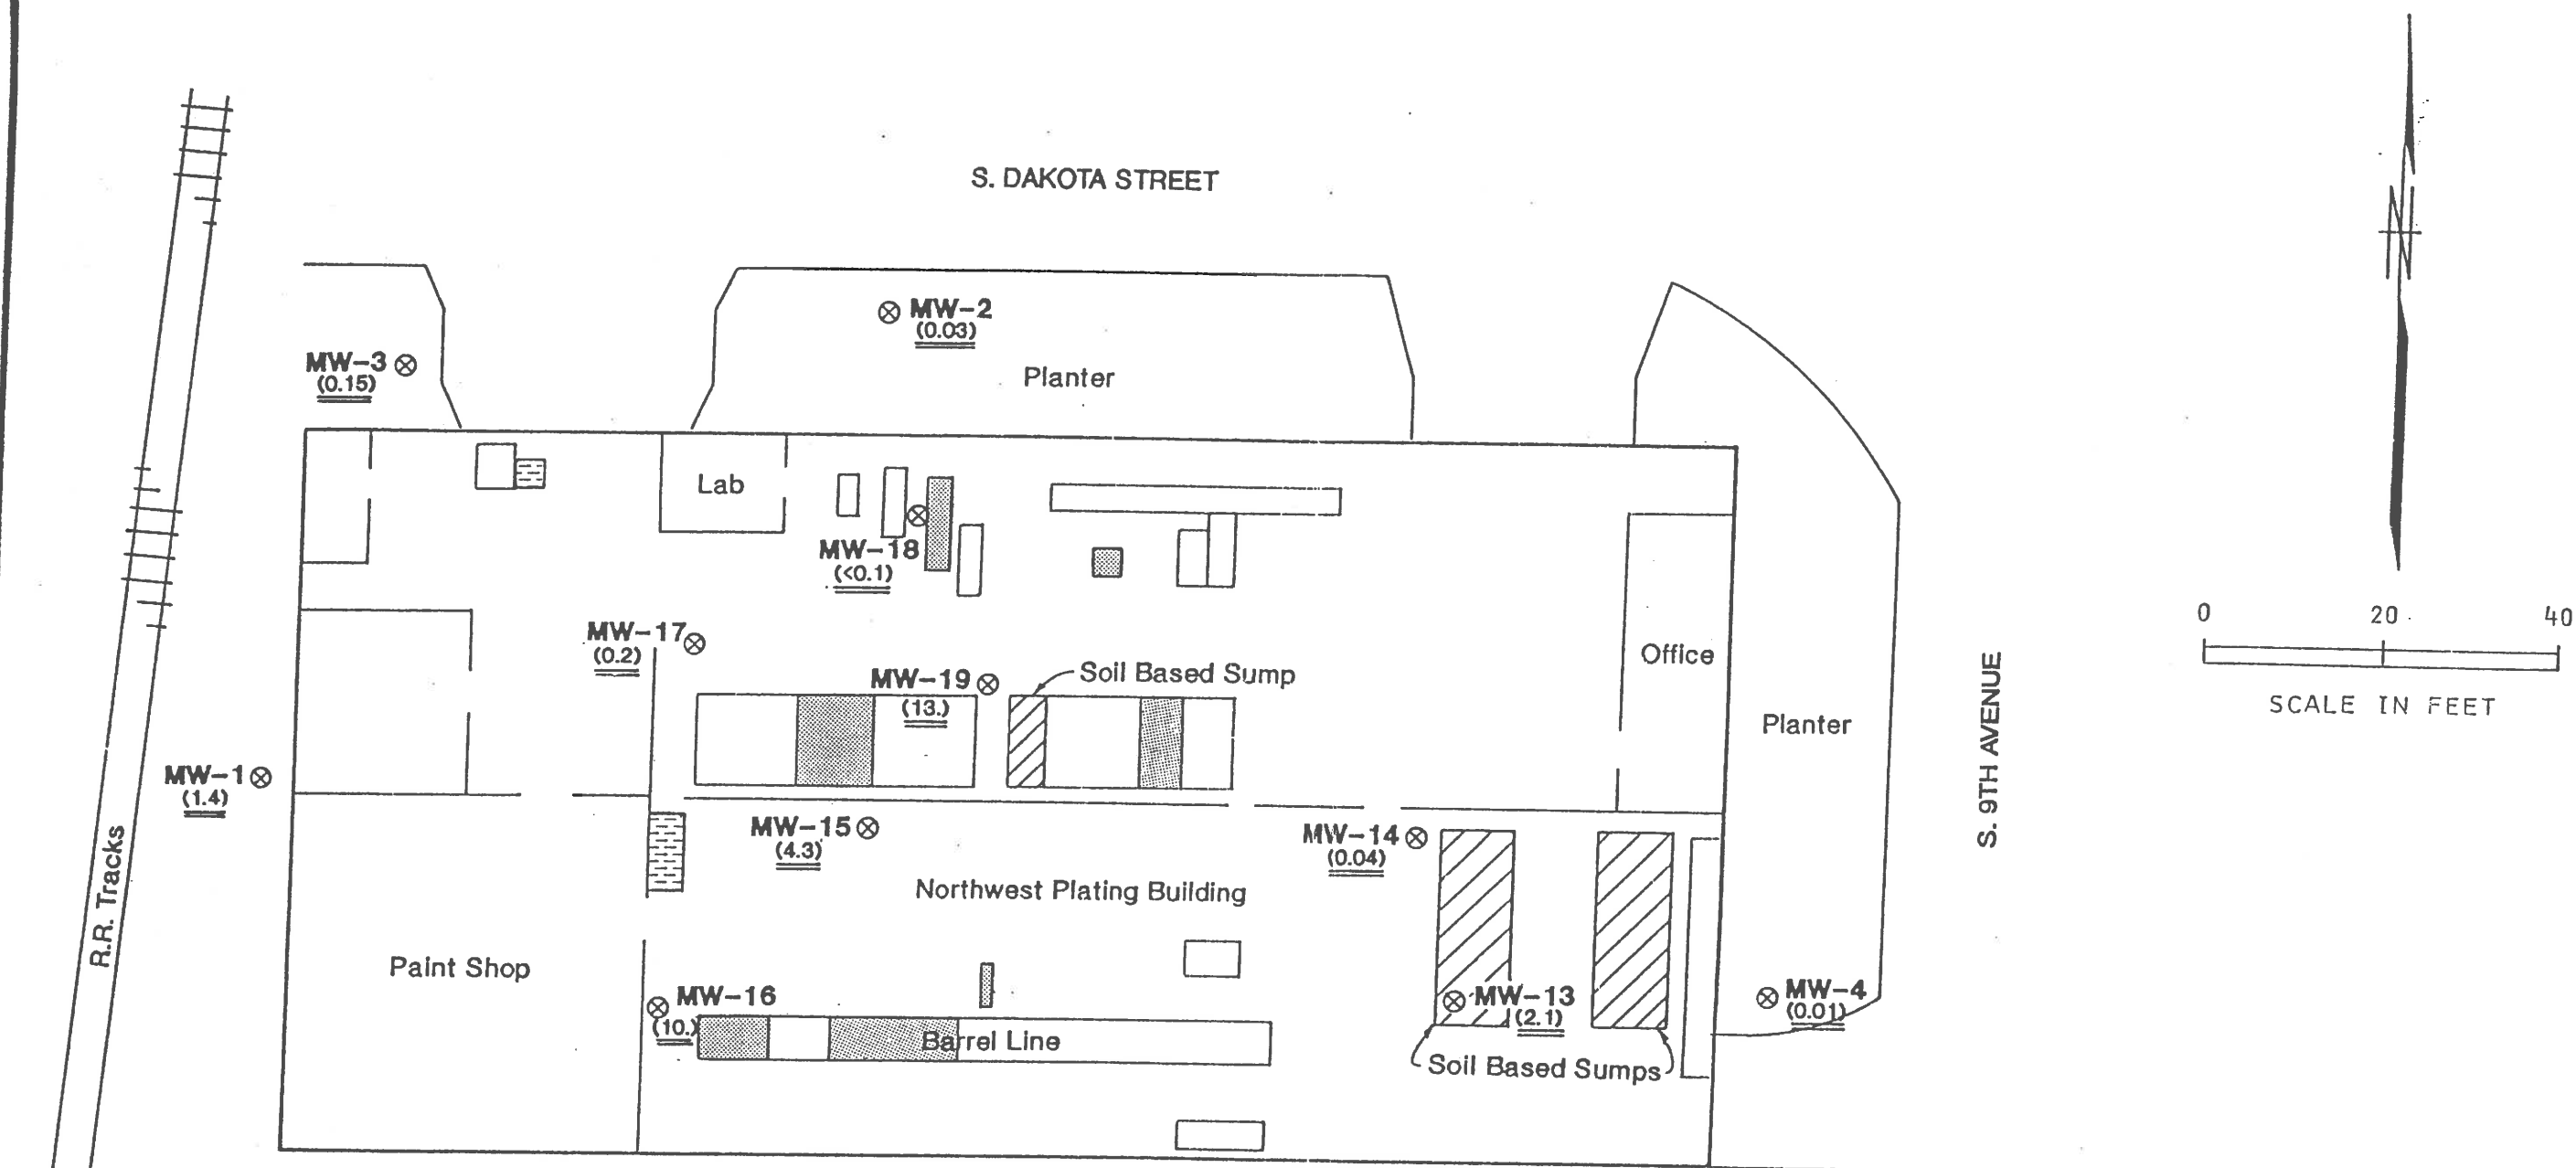 S. DAKOTA STREET
MW-2
(0.03)
MW-3
(0.15)
Planter
Lab
MW-18
(<0.1)
MW-17
(0.2)
Soil Based Sump
MW-19
(13.)
Office
Planter
S. 9TH AVENUE
N
0 20 40
SCALE IN FEET
MW-1
(1.4)
R.R. Tracks
MW-15
(4.3)
MW-14
(0.04)
Northwest Plating Building
Paint Shop
MW-16
(10.)
Barrel Line
MW-13
(2.1)
MW-4
(0.01)
Soil Based Sumps